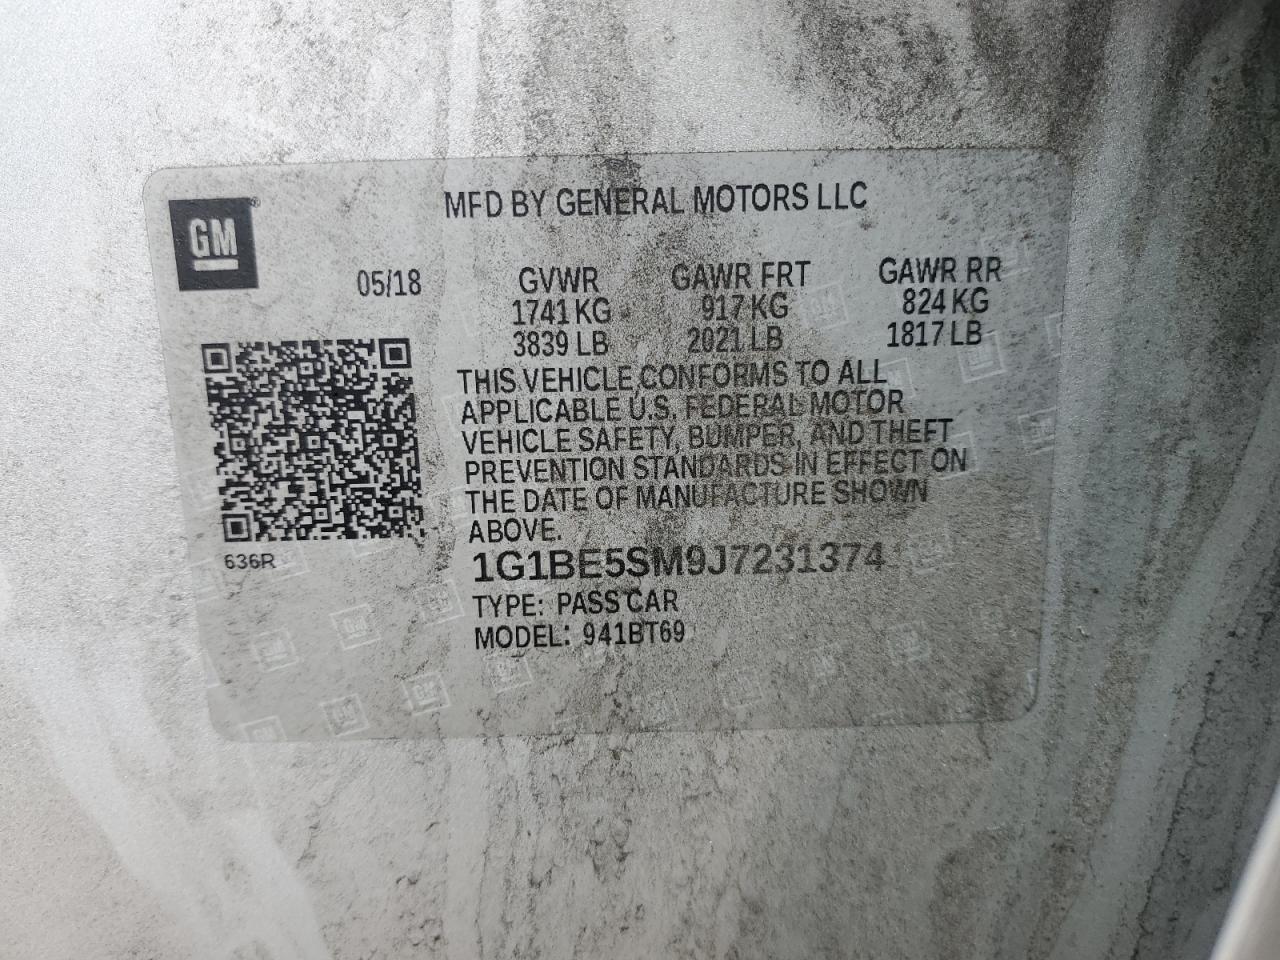 MFD BY GENERAL MOTORS LLC
GM
05/18
GVWR GAWR FRT GAWR RR
1741 KG 917 KG 824 KG
3839 LB 2021 LB 1817 LB
THIS VEHICLE CONFORMS TO ALL
APPLICABLE U.S. FEDERAL MOTOR
VEHICLE SAFETY, BUMPER, AND THEFT
PREVENTION STANDARDS IN EFFECT ON
THE DATE OF MANUFACTURE SHOWN
ABOVE.
636R
1G1BE5SM9J7231374
TYPE: PASS CAR
MODEL: 941BT69